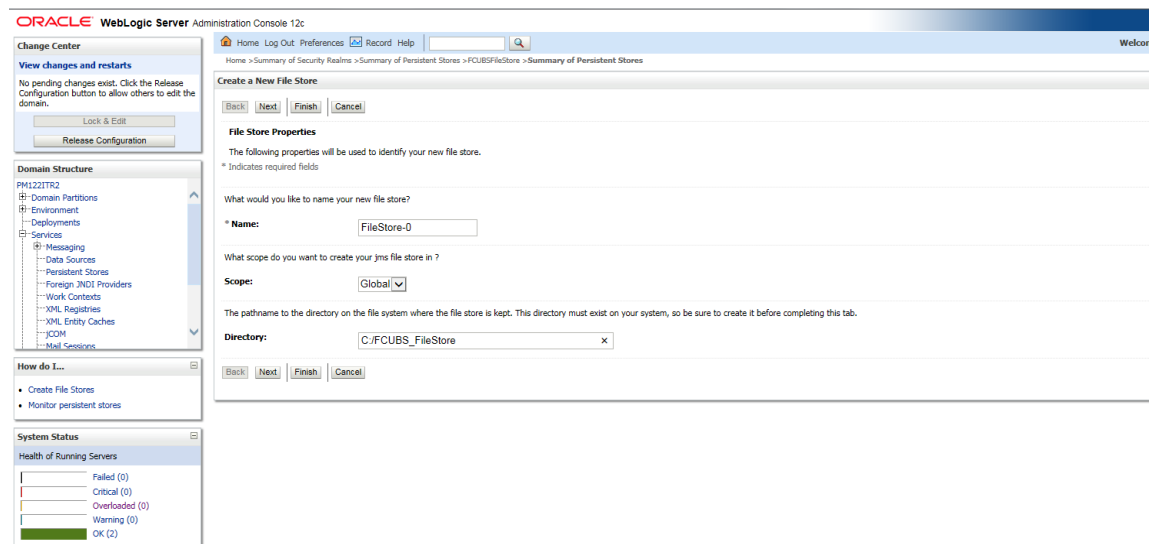 ORACLE WebLogic Server Administration Console 12c
Change Center
View changes and restarts
No pending changes exist. Click the Release
Configuration button to allow others to edit the
domain.
Lock & Edit
Release Configuration
Domain Structure
PM122ITR2
Domain Partitions
Environment
Deployments
Services
Messaging
Data Sources
Persistent Stores
Foreign JNDI Providers
Work Contexts
XML Registries
XML Entity Caches
jCOM
Mail Sessions
How do I...
Create File Stores
Monitor persistent stores
System Status
Health of Running Servers
Failed (0)
Critical (0)
Overloaded (0)
Warning (0)
OK (2)
Home Log Out Preferences Record Help
Home >Summary of Security Realms >Summary of Persistent Stores >FCUBSFileStore >Summary of Persistent Stores
Create a New File Store
Back Next Finish Cancel
File Store Properties
The following properties will be used to identify your new file store.
* Indicates required fields
What would you like to name your new file store?
* Name: FileStore-0
What scope do you want to create your jms file store in ?
Scope: Global
The pathname to the directory on the file system where the file store is kept. This directory must exist on your system, so be sure to create it before completing this tab.
Directory: C:/FCUBS_FileStore
Back Next Finish Cancel